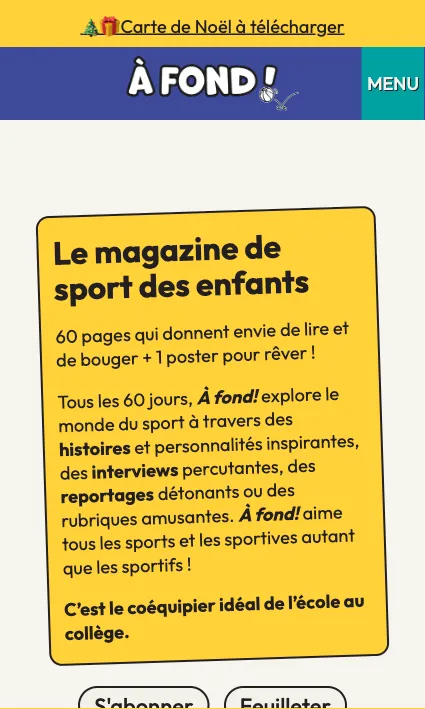 🎄🎁Carte de Noël à télécharger
À FOND !
MENU
Le magazine de
sport des enfants
60 pages qui donnent envie de lire et
de bouger + 1 poster pour rêver !
Tous les 60 jours, À fond! explore le
monde du sport à travers des
histoires et personnalités inspirantes,
des interviews percutantes, des
reportages détonants ou des
rubriques amusantes. À fond! aime
tous les sports et les sportives autant
que les sportifs !
C'est le coéquipier idéal de l'école au
collège.
S'abonner
Feuilleter